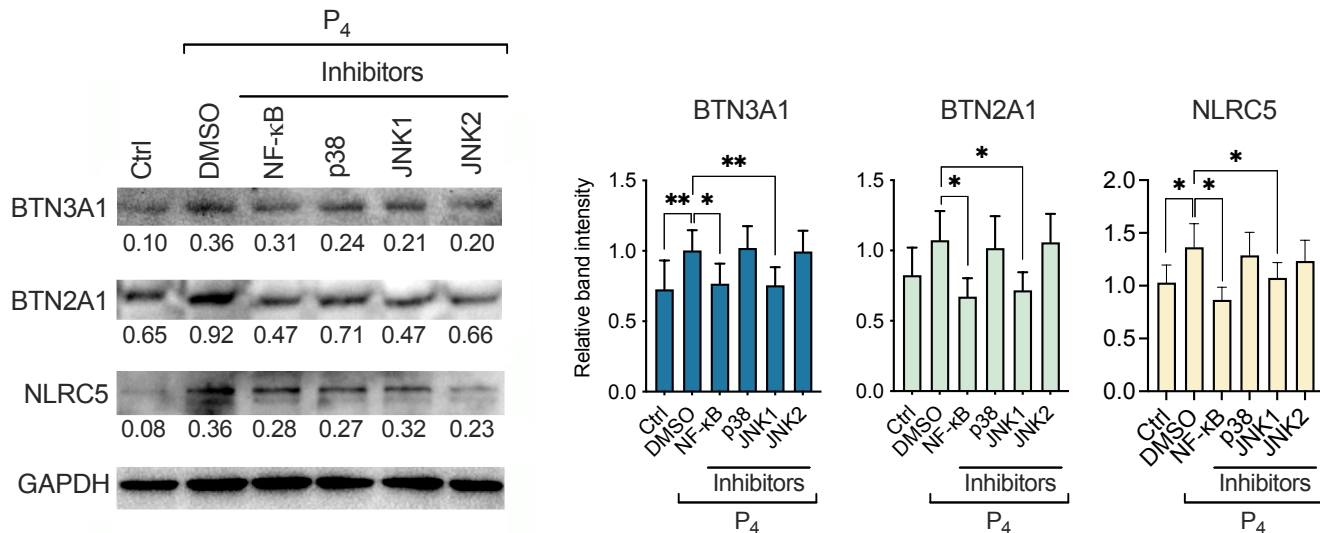 P4
Inhibitors
Ctrl
DMSO
NF-κB
p38
JNK1
JNK2
BTN3A1
0.10 0.36 0.31 0.24 0.21 0.20
BTN2A1
0.65 0.92 0.47 0.71 0.47 0.66
NLRC5
0.08 0.36 0.28 0.27 0.32 0.23
GAPDH
BTN3A1
Relative band intensity
1.5
1.0
0.5
0.0
** * **
Ctrl
DMSO
NF-κB
p38
JNK1
JNK2
Inhibitors
P4
BTN2A1
1.5
1.0
0.5
0.0
* *
Ctrl
DMSO
NF-κB
p38
JNK1
JNK2
Inhibitors
P4
NLRC5
2.0
1.5
1.0
0.5
0.0
* * *
Ctrl
DMSO
NF-κB
p38
JNK1
JNK2
Inhibitors
P4